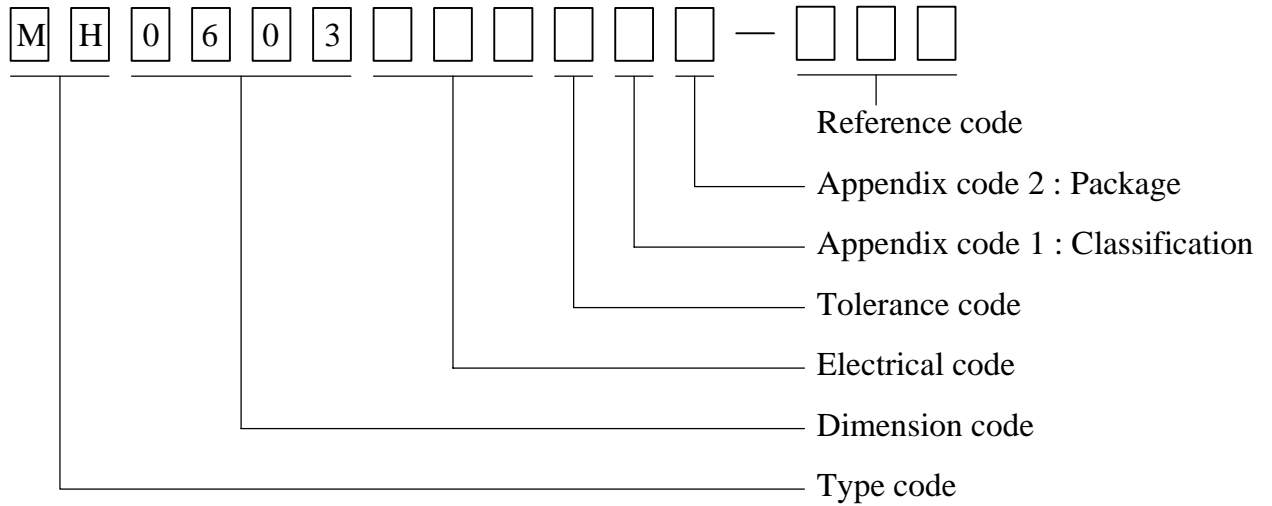 M H 0 6 0 3 —
Reference code
Appendix code 2 : Package
Appendix code 1 : Classification
Tolerance code
Electrical code
Dimension code
Type code